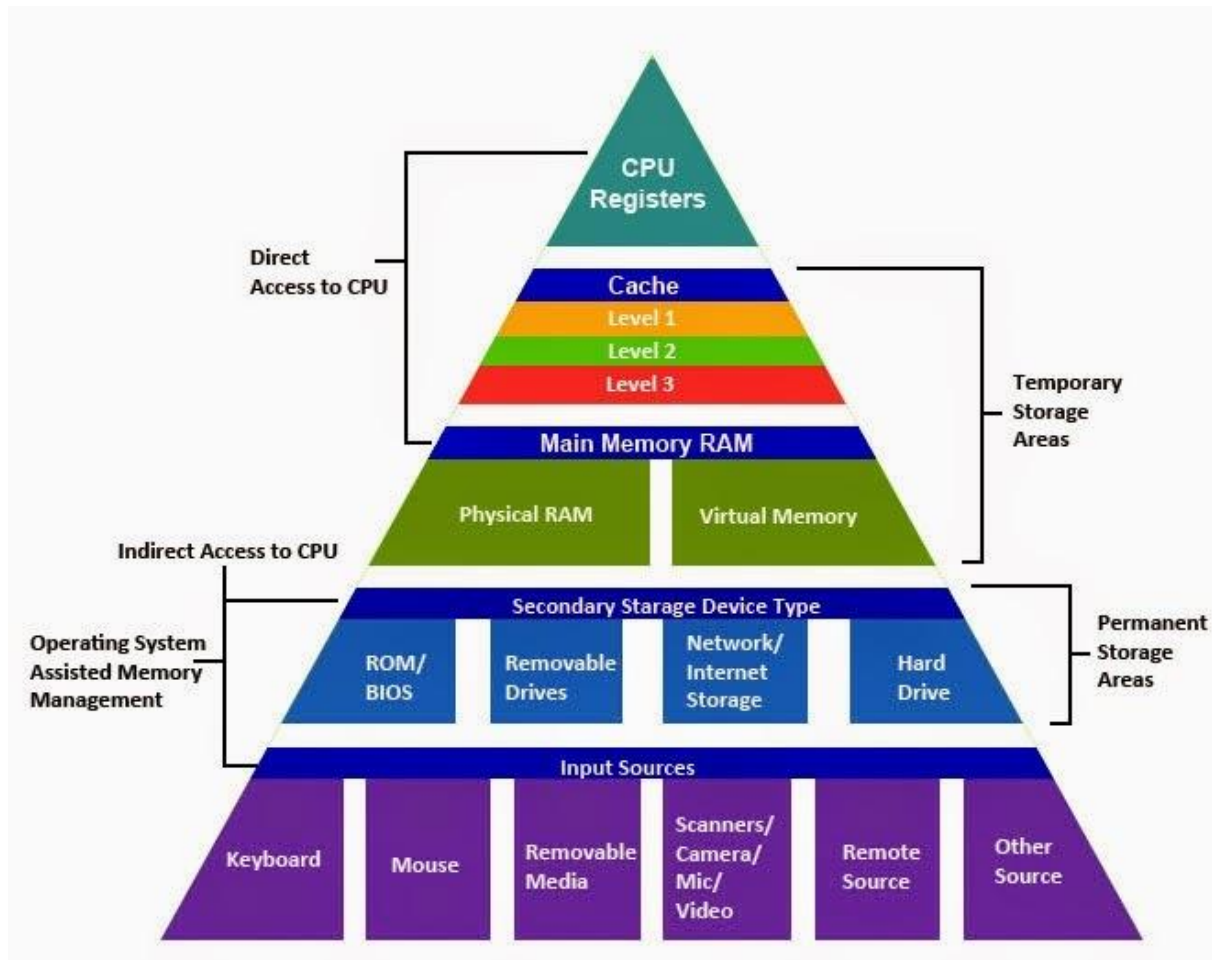 CPU
Registers
Direct
Access to CPU
Cache
Level 1
Level 2
Level 3
Temporary
Storage
Areas
Main Memory RAM
Physical RAM
Virtual Memory
Indirect Access to CPU
Secondary Starage Device Type
Operating System
Assisted Memory
Management
ROM/
BIOS
Removable
Drives
Network/
Internet
Storage
Hard
Drive
Permanent
Storage
Areas
Input Sources
Keyboard
Mouse
Removable
Media
Scanners/
Camera/
Mic/
Video
Remote
Source
Other
Source